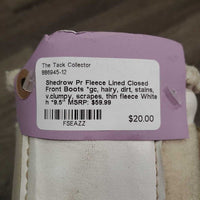 The Tack Collector
886945-12
Shedrow Pr Fleece Lined Closed
Front Boots *gc, hairy, dirt, stains,
v.clumpy, scrapes, thin fleece White
h *9.5" MSRP: $59.99
FSEAZZ
$20.00